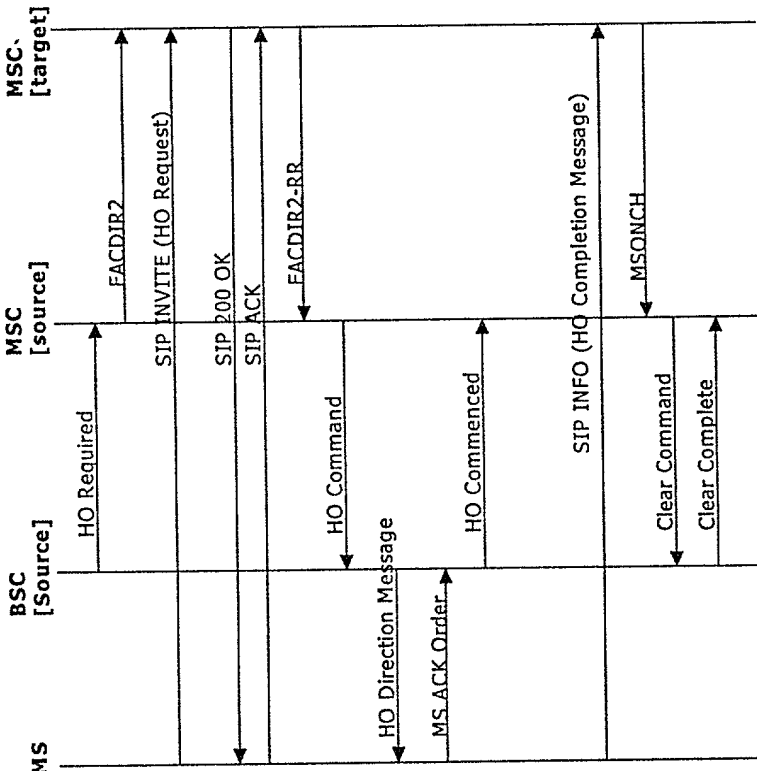 MS
BSC
[Source]
MSC
[source]
MSC
[target]
HO Required
FACDIR2
SIP INVITE (HO Request)
SIP 200 OK
SIP ACK
FACDIR2-RR
HO Command
HO Direction Message
MS ACK Order
HO Commenced
SIP INFO (HO Completion Message)
MSONCH
Clear Command
Clear Complete